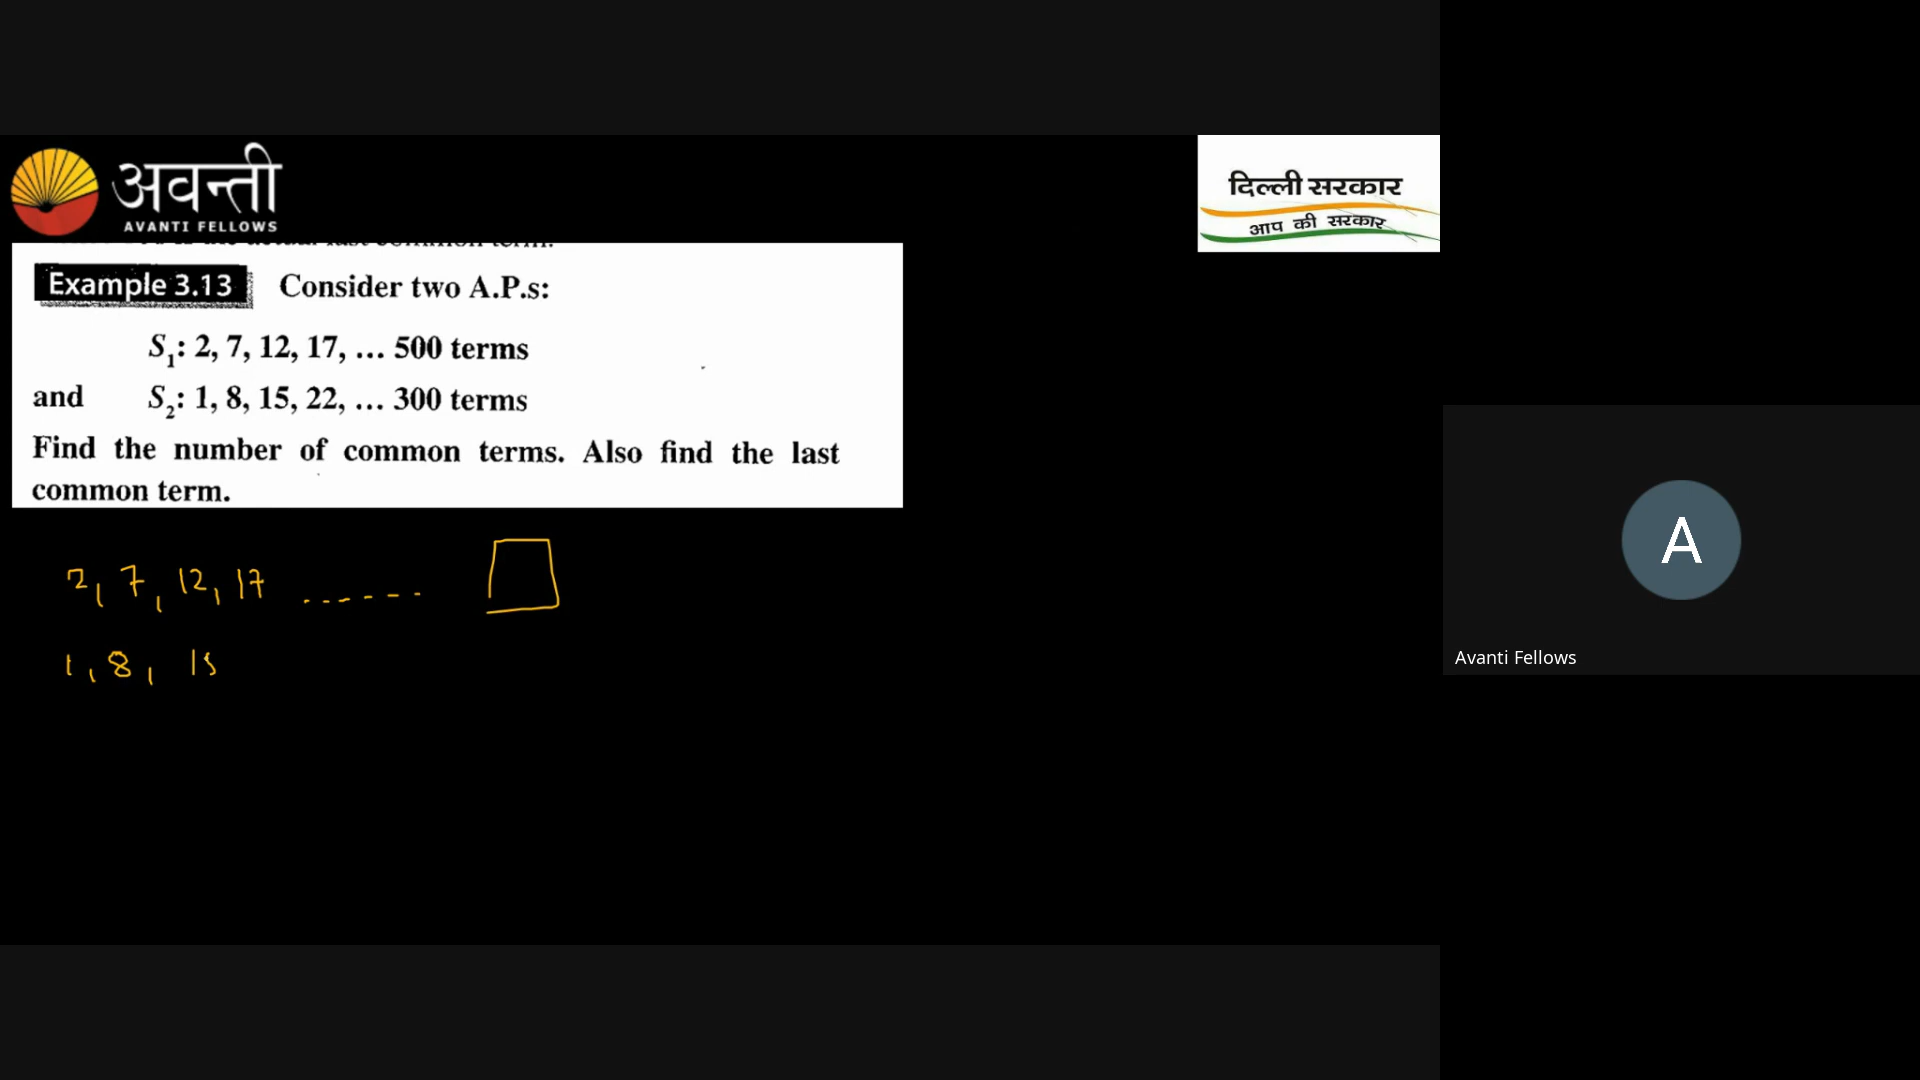 अवन्ती
AVANTI FELLOWS
दिल्ली सरकार
आप की सरकार
Example 3.13 Consider two A.P.s:
S₁: 2, 7, 12, 17, ... 500 terms
and S₂: 1, 8, 15, 22, ... 300 terms
Find the number of common terms. Also find the last
common term.
2, 7, 12, 17 ......
1, 8, 15
A
Avanti Fellows